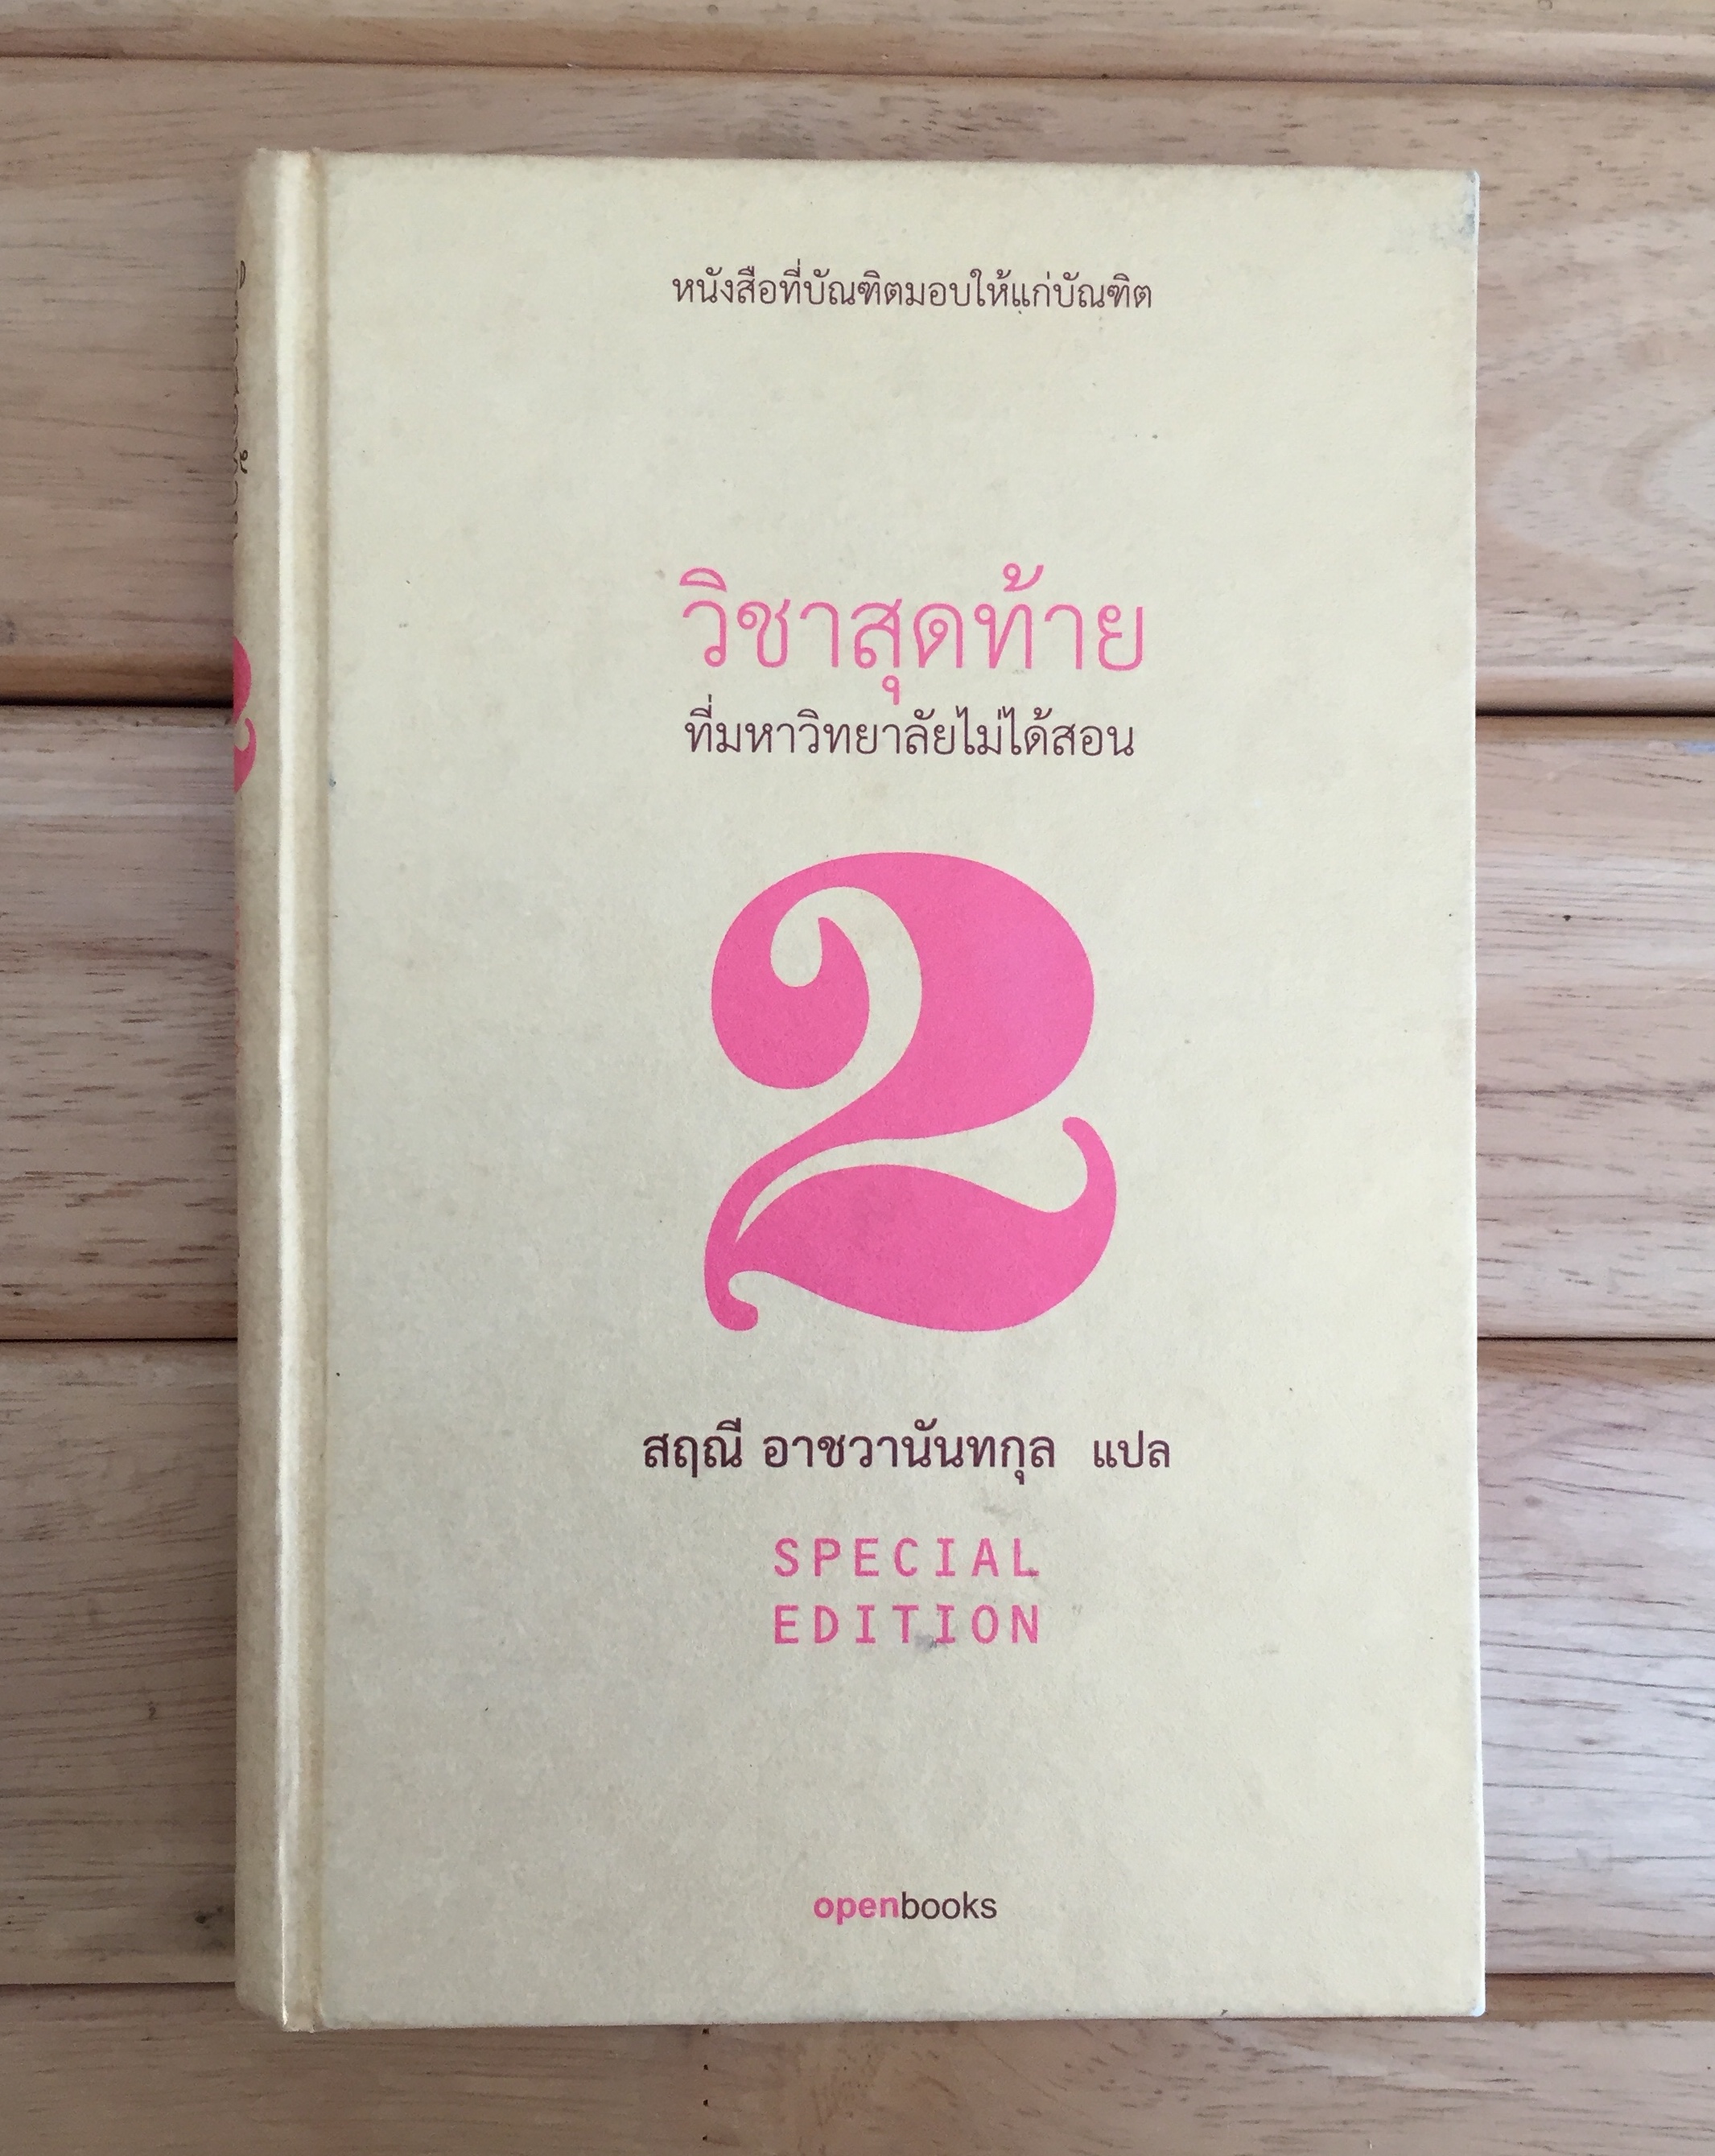 หนังสือที่บัณฑิตมอบให้แก่บัณฑิต
วิชาสุดท้าย
ที่มหาวิทยาลัยไม่ได้สอน
2
สฤณี อาชวานันทกุล แปล
SPECIAL
EDITION
openbooks